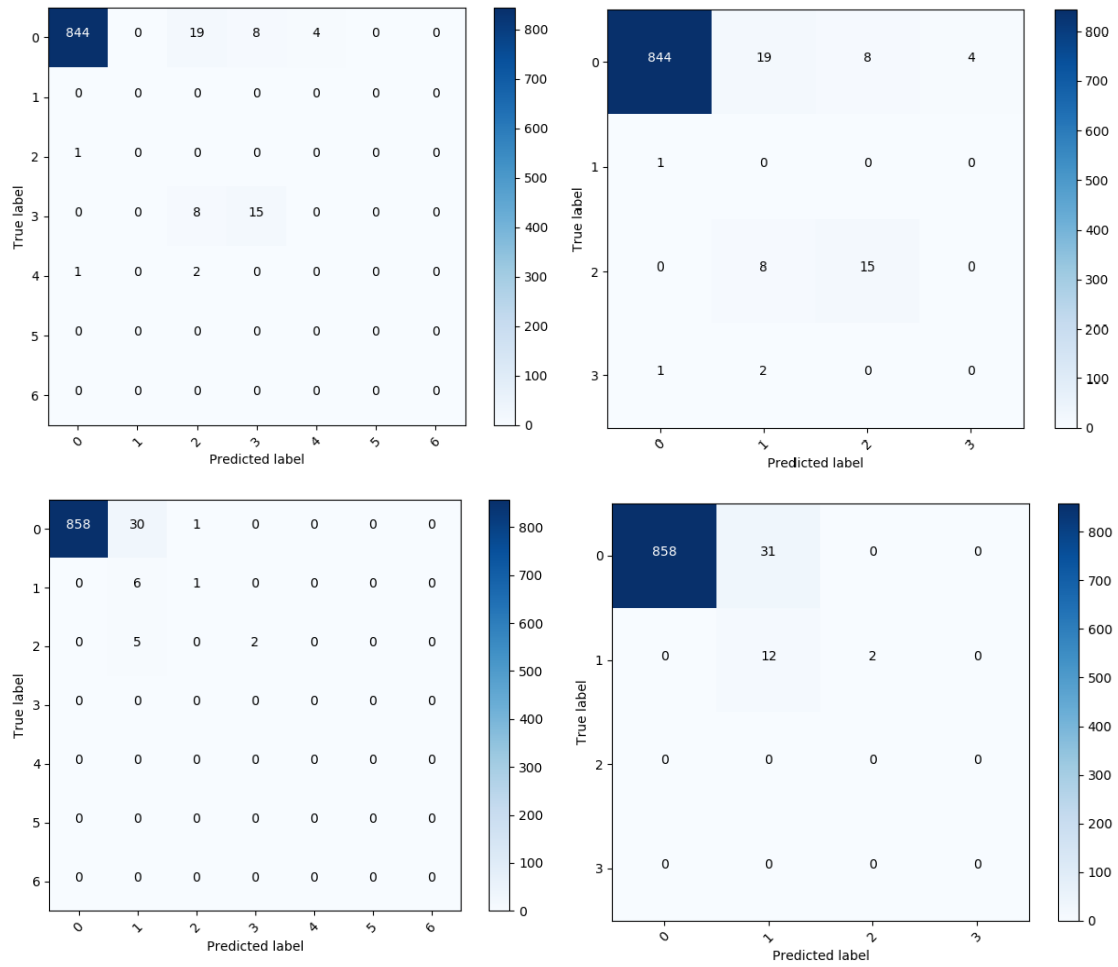 0 844 0 19 8 4 0 0
1 0 0 0 0 0 0 0
2 1 0 0 0 0 0 0
3 0 0 8 15 0 0 0
4 1 0 2 0 0 0 0
5 0 0 0 0 0 0 0
6 0 0 0 0 0 0 0
0 1 2 3 4 5 6
True label
Predicted label
800
700
600
500
400
300
200
100
0
0 844 19 8 4
1 1 0 0 0
2 0 8 15 0
3 1 2 0 0
0 1 2 3
True label
Predicted label
800
700
600
500
400
300
200
100
0
0 858 30 1 0 0 0 0
1 0 6 1 0 0 0 0
2 0 5 0 2 0 0 0
3 0 0 0 0 0 0 0
4 0 0 0 0 0 0 0
5 0 0 0 0 0 0 0
6 0 0 0 0 0 0 0
0 1 2 3 4 5 6
True label
Predicted label
800
700
600
500
400
300
200
100
0
0 858 31 0 0
1 0 12 2 0
2 0 0 0 0
3 0 0 0 0
0 1 2 3
True label
Predicted label
800
700
600
500
400
300
200
100
0